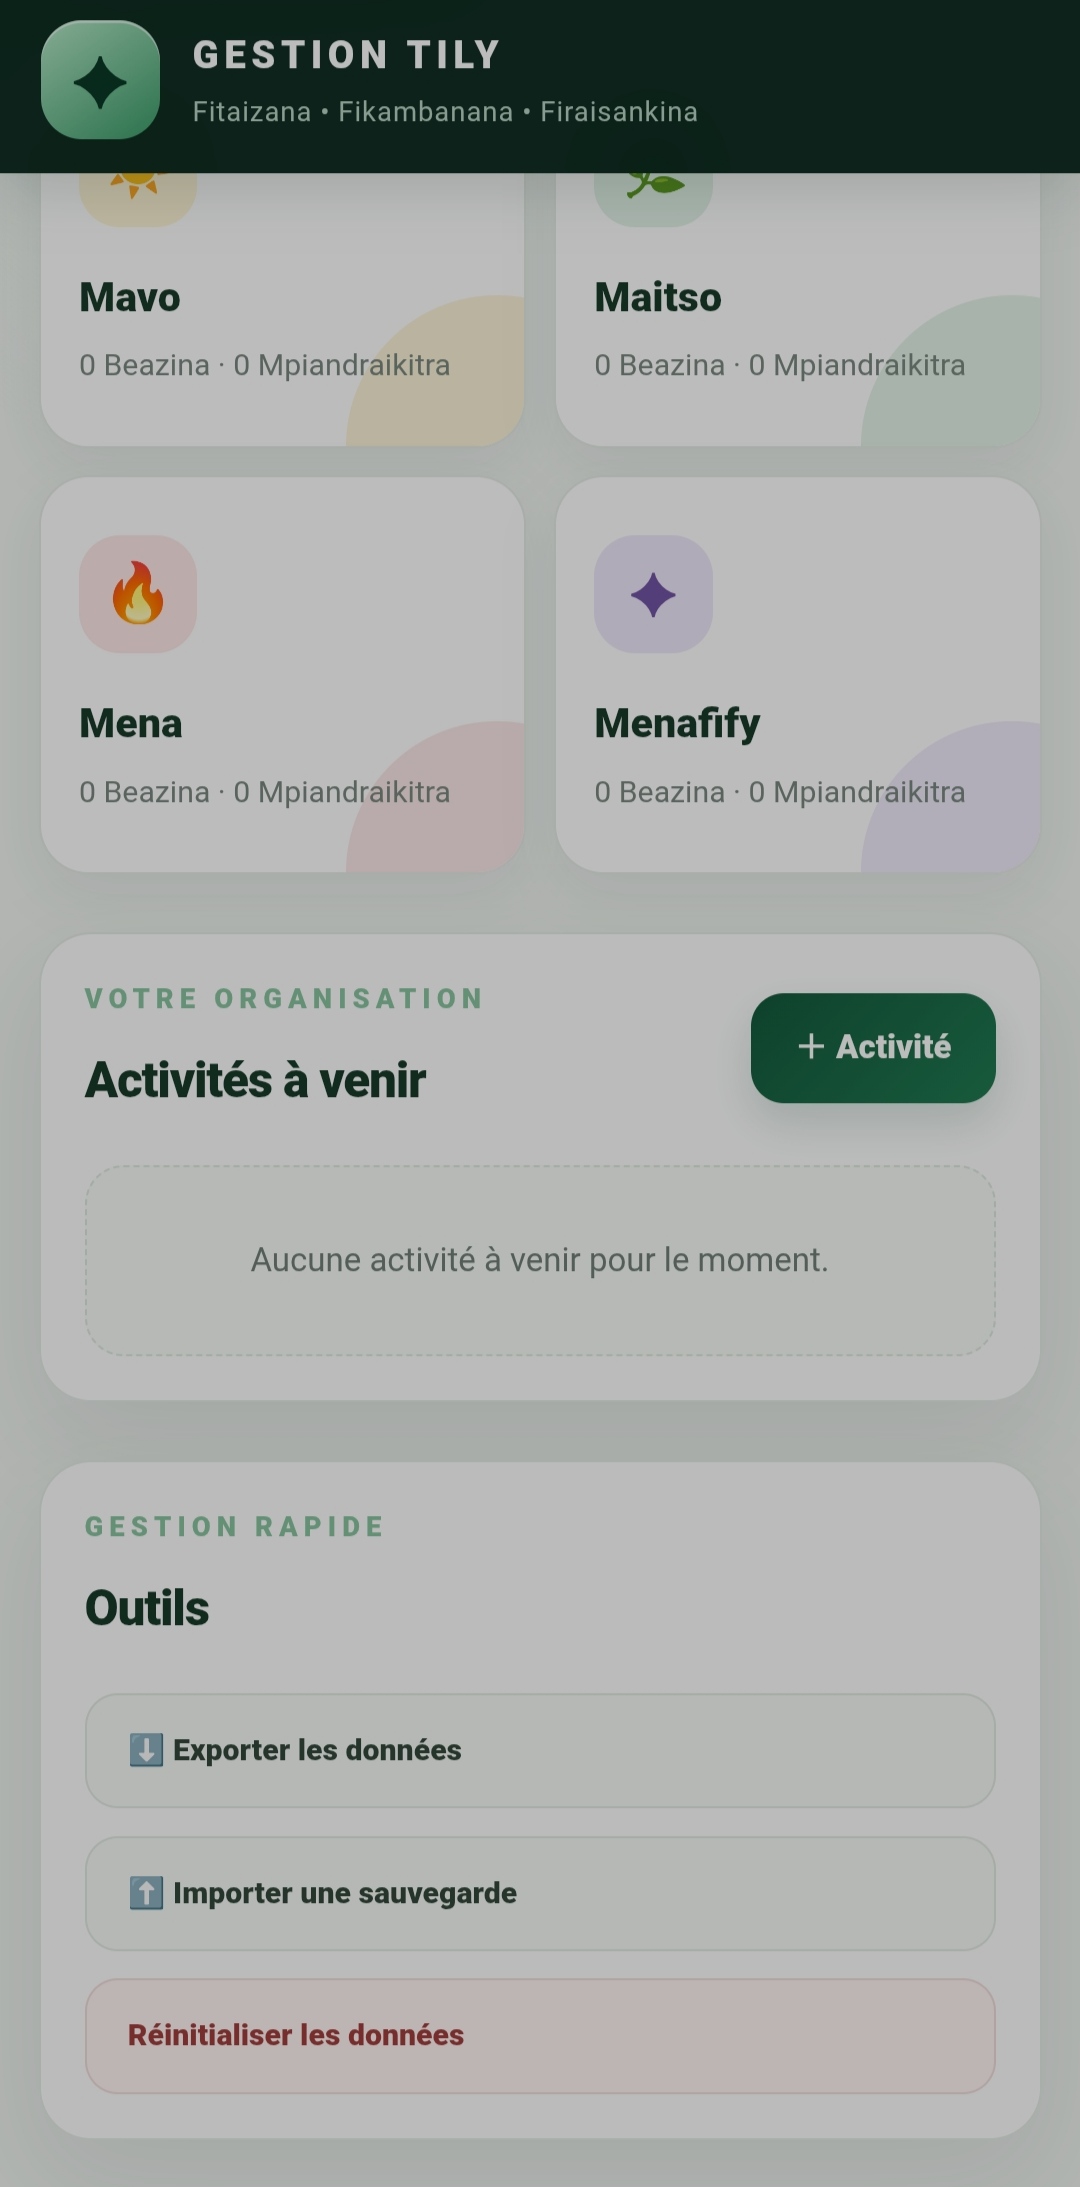 GESTION TILY
Fitaizana • Fikambanana • Firaisankina
Mavo
0 Beazina · 0 Mpiandraikitra
Maitso
0 Beazina · 0 Mpiandraikitra
Mena
0 Beazina · 0 Mpiandraikitra
Menafify
0 Beazina · 0 Mpiandraikitra
VOTRE ORGANISATION
Activités à venir
+ Activité
Aucune activité à venir pour le moment.
GESTION RAPIDE
Outils
⬇️ Exporter les données
⬆️ Importer une sauvegarde
Réinitialiser les données